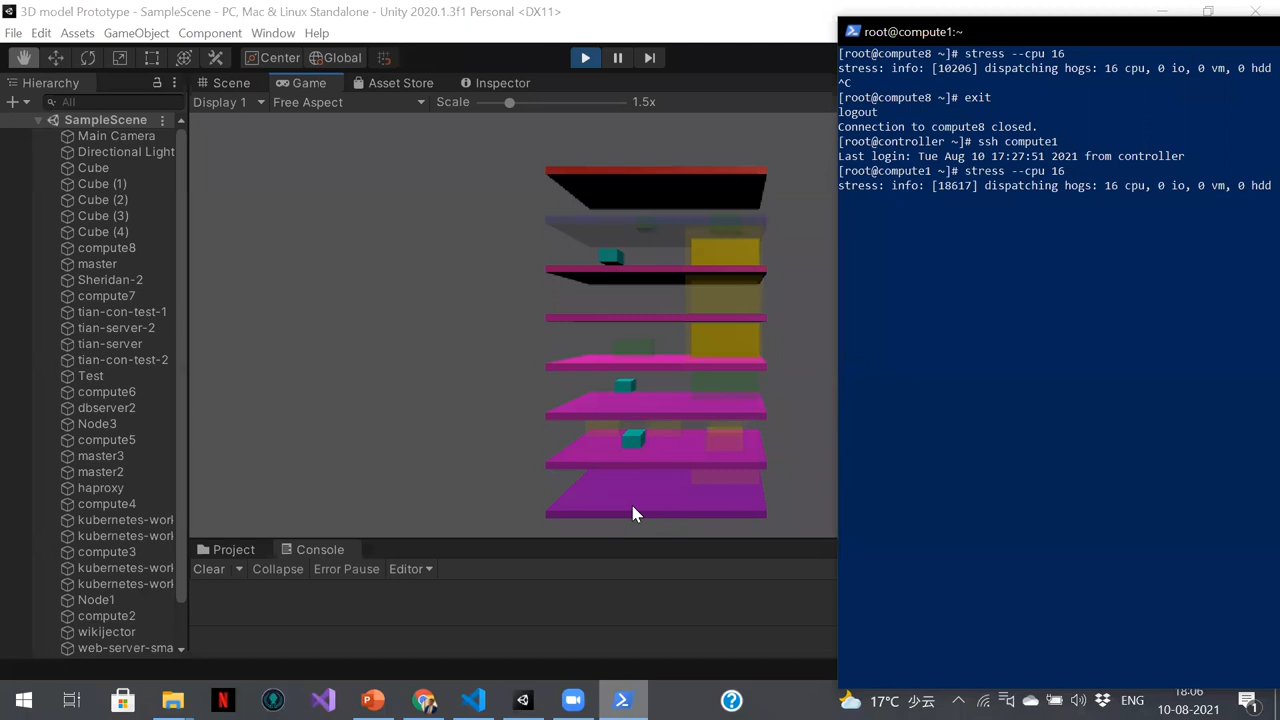 3D model Prototype - SampleScene - PC, Mac & Linux Standalone - Unity 2020.1.3f1 Personal <DX11>
File Edit Assets GameObject Component Window Help
Center Global
Hierarchy
All
SampleScene
Main Camera
Directional Light
Cube
Cube (1)
Cube (2)
Cube (3)
Cube (4)
compute8
master
Sheridan-2
compute7
tian-con-test-1
tian-server-2
tian-server
tian-con-test-2
Test
compute6
dbserver2
Node3
compute5
master3
master2
haproxy
compute4
kubernetes-work
kubernetes-work
compute3
kubernetes-work
kubernetes-work
Node1
compute2
wikijector
web-server-sma
Scene Game Asset Store Inspector
Display 1 Free Aspect Scale 1.5x
Project Console
Clear Collapse Error Pause Editor
root@compute1:~
[root@compute8 ~]# stress --cpu 16
stress: info: [10206] dispatching hogs: 16 cpu, 0 io, 0 vm, 0 hdd
^C
[root@compute8 ~]# exit
logout
Connection to compute8 closed.
[root@controller ~]# ssh compute1
Last login: Tue Aug 10 17:27:51 2021 from controller
[root@compute1 ~]# stress --cpu 16
stress: info: [18617] dispatching hogs: 16 cpu, 0 io, 0 vm, 0 hdd
17°C 少云
ENG
18:06
10-08-2021
1